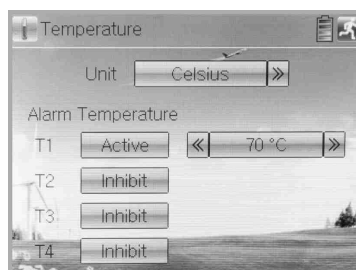 Temperature
Unit Celsius »
Alarm Temperature
T1 Active « 70 °C »
T2 Inhibit
T3 Inhibit
T4 Inhibit